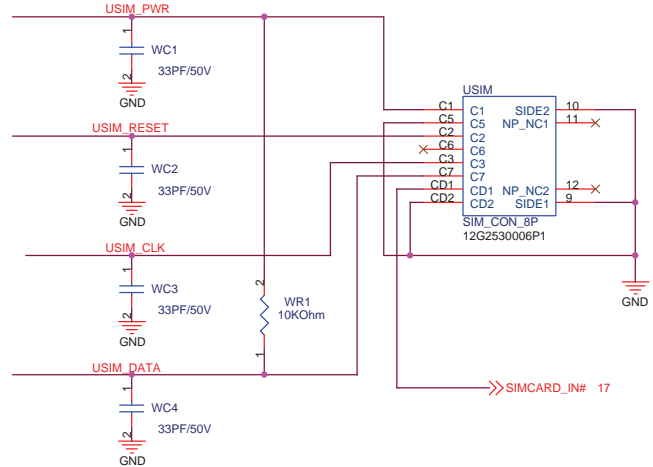 USIM_PWR
1
WC1
33PF/50V
2
GND
USIM_RESET
1
WC2
33PF/50V
2
GND
USIM_CLK
1
WC3
33PF/50V
2
GND
USIM_DATA
1
WC4
33PF/50V
2
GND
2
WR1
10KOhm
1
USIM
C1 C1 SIDE2 10
C5 C5 NP_NC1 11
C2 C2
C6 C6
C3 C3
C7 C7
CD1 CD1 NP_NC2 12
CD2 CD2 SIDE1 9
SIM_CON_8P
12G2530006P1
GND
SIMCARD_IN# 17